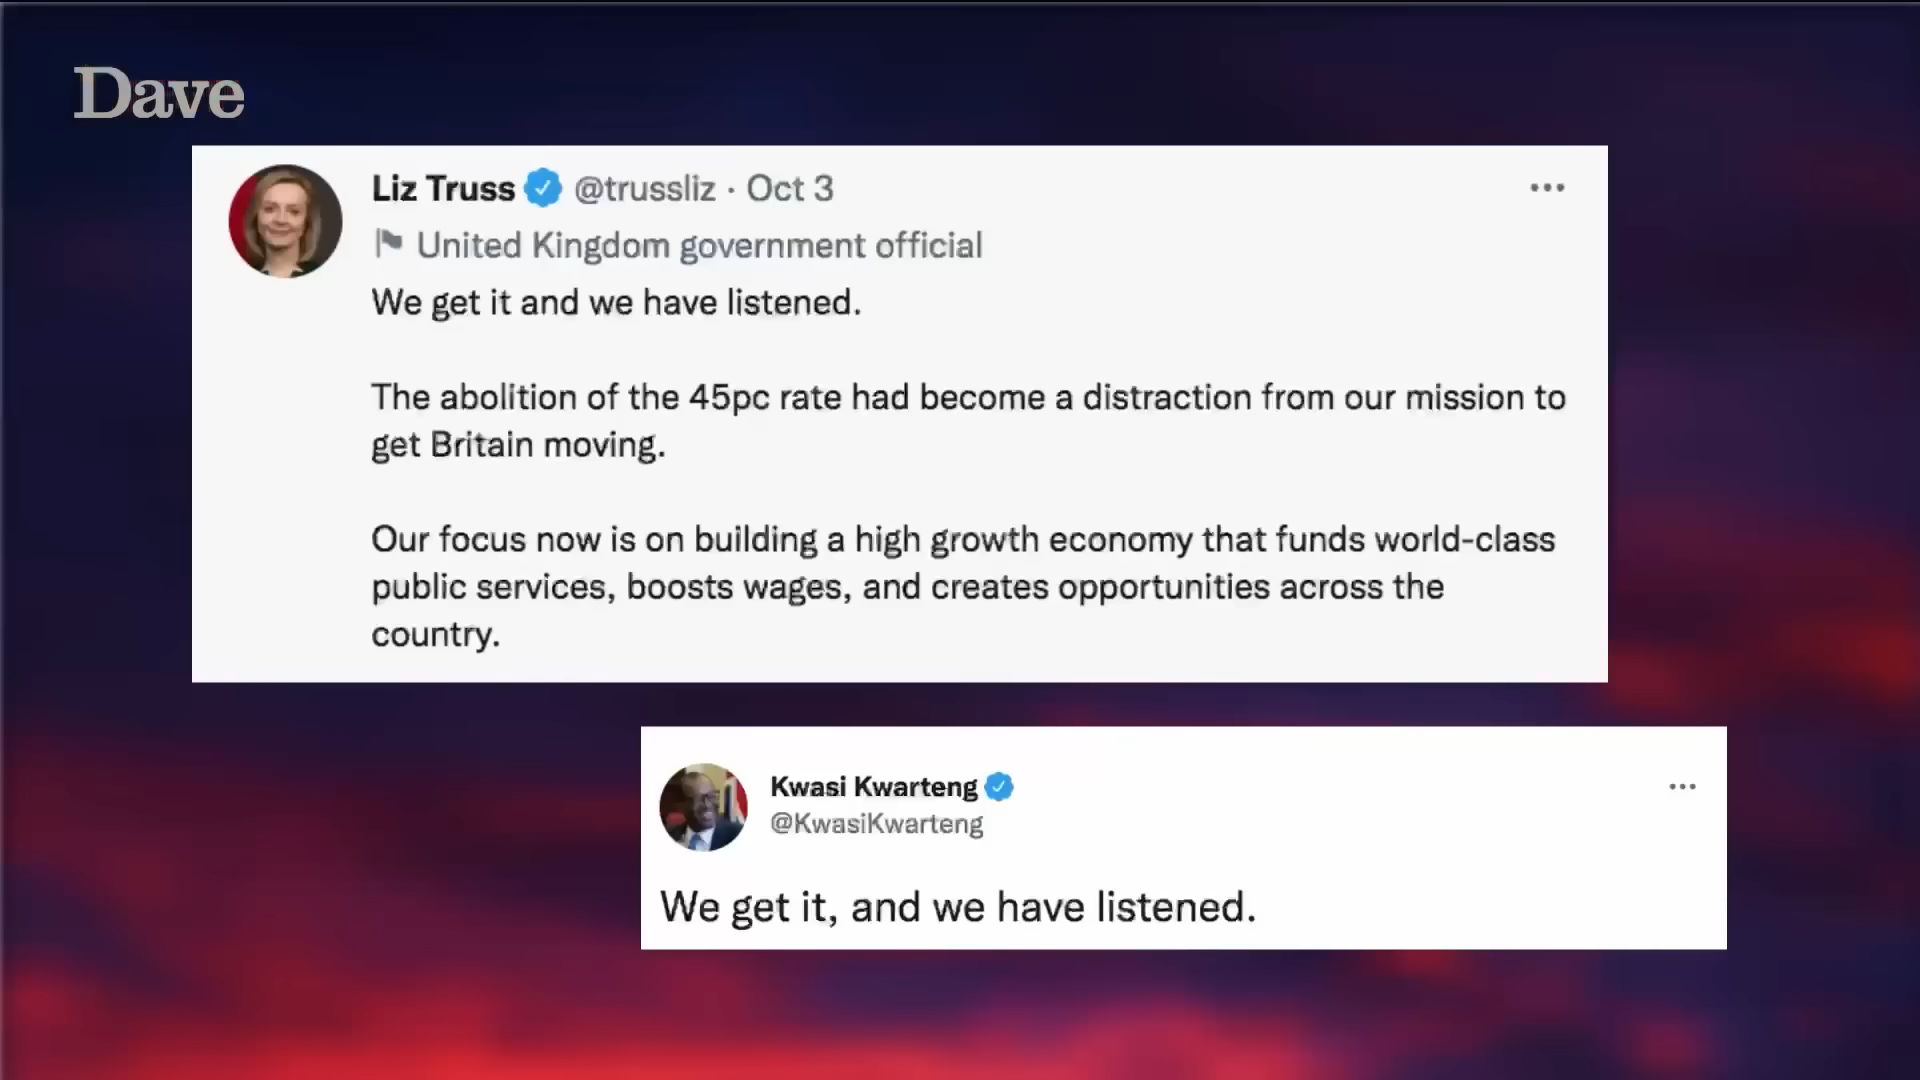 Dave
Liz Truss @trussliz · Oct 3
United Kingdom government official
We get it and we have listened.
The abolition of the 45pc rate had become a distraction from our mission to
get Britain moving.
Our focus now is on building a high growth economy that funds world-class
public services, boosts wages, and creates opportunities across the
country.
Kwasi Kwarteng
@KwasiKwarteng
We get it, and we have listened.